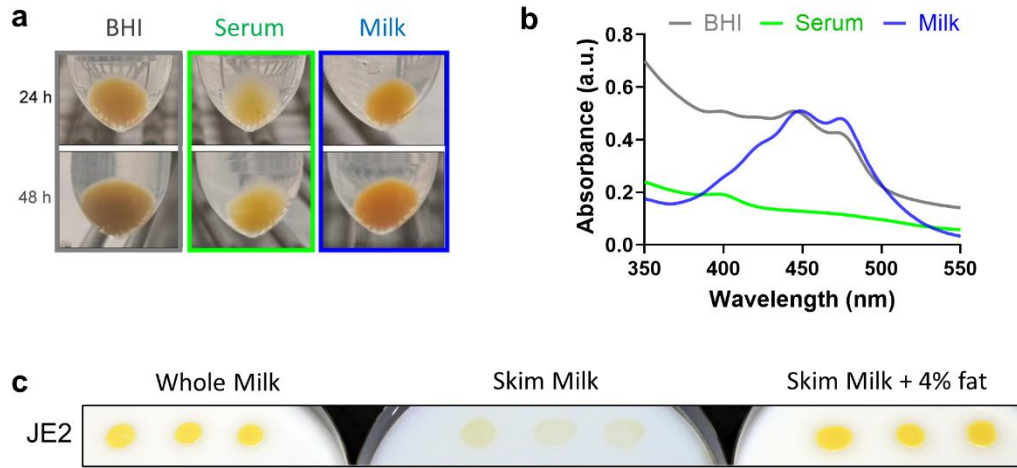 a
BHI Serum Milk
24 h
48 h
b
BHI Serum Milk
Absorbance (a.u.)
0.8
0.6
0.4
0.2
0.0
350 400 450 500 550
Wavelength (nm)
c
Whole Milk Skim Milk Skim Milk + 4% fat
JE2